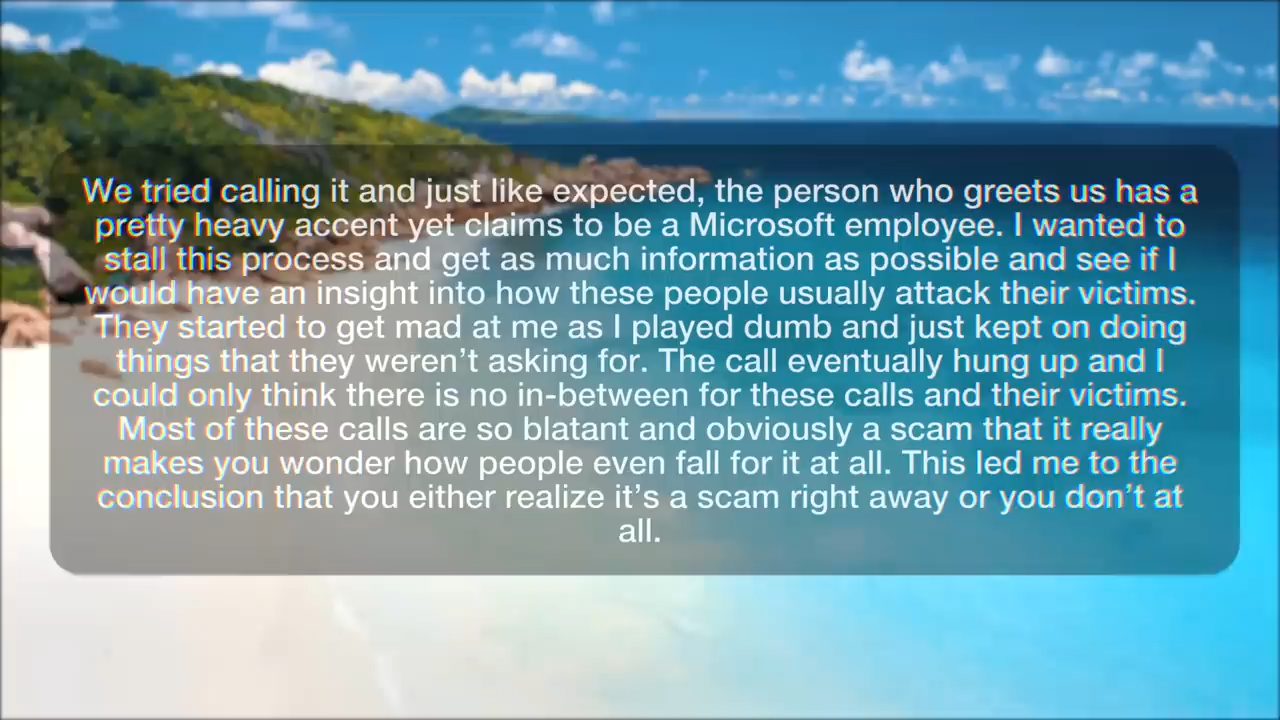 We tried calling it and just like expected, the person who greets us has a
pretty heavy accent yet claims to be a Microsoft employee. I wanted to
stall this process and get as much information as possible and see if I
would have an insight into how these people usually attack their victims.
They started to get mad at me as I played dumb and just kept on doing
things that they weren’t asking for. The call eventually hung up and I
could only think there is no in-between for these calls and their victims.
Most of these calls are so blatant and obviously a scam that it really
makes you wonder how people even fall for it at all. This led me to the
conclusion that you either realize it’s a scam right away or you don’t at
all.